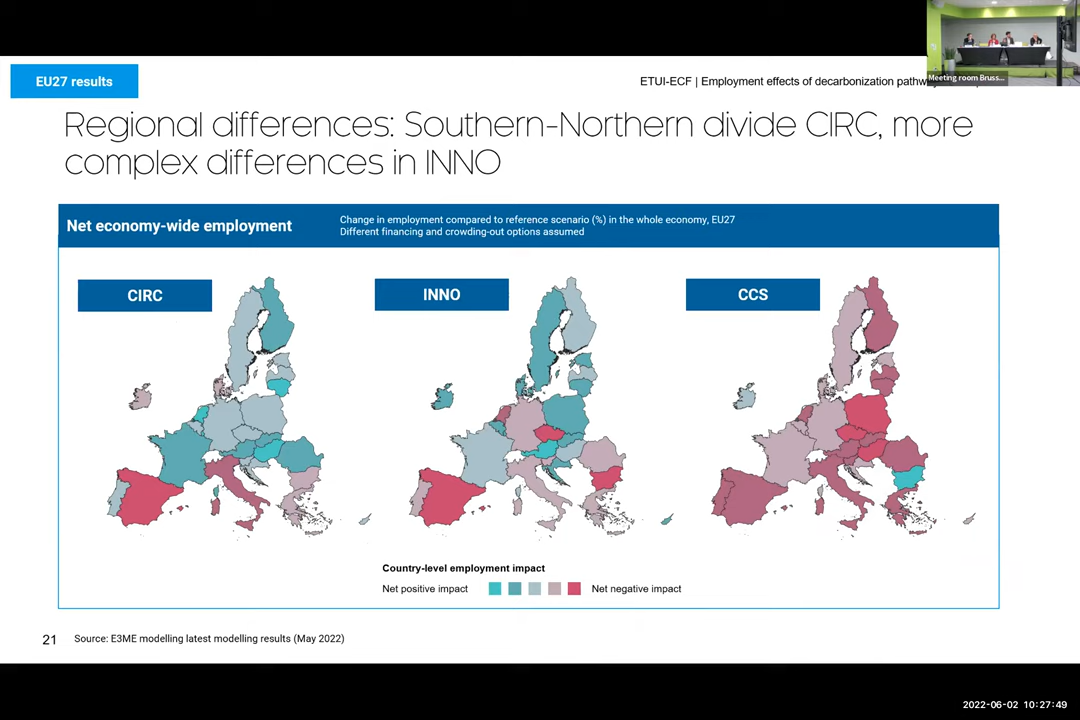 EU27 results
ETUI-ECF | Employment effects of decarbonization
Meeting room Bruss...
Regional differences: Southern-Northern divide CIRC, more
complex differences in INNO
Net economy-wide employment
Change in employment compared to reference scenario (%) in the whole economy, EU27
Different financing and crowding-out options assumed
CIRC
INNO
CCS
Country-level employment impact
Net positive impact
Net negative impact
21
Source: E3ME modelling latest modelling results (May 2022)
2022-06-02 10:27:49